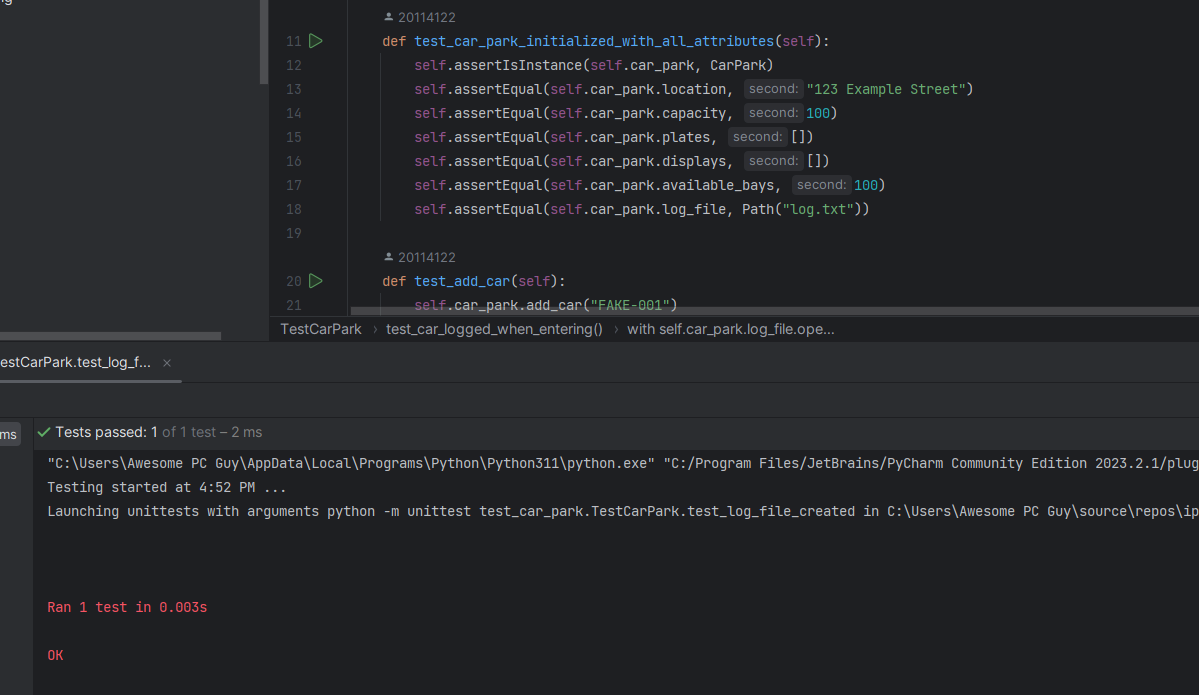 20114122
11 def test_car_park_initialized_with_all_attributes(self):
12 self.assertIsInstance(self.car_park, CarPark)
13 self.assertEqual(self.car_park.location, second: "123 Example Street")
14 self.assertEqual(self.car_park.capacity, second: 100)
15 self.assertEqual(self.car_park.plates, second: [])
16 self.assertEqual(self.car_park.displays, second: [])
17 self.assertEqual(self.car_park.available_bays, second: 100)
18 self.assertEqual(self.car_park.log_file, Path("log.txt"))
19
20114122
20 def test_add_car(self):
21 self.car_park.add_car("FAKE-001")
TestCarPark › test_car_logged_when_entering() › with self.car_park.log_file.ope...
estCarPark.test_log_f... ×
ms
Tests passed: 1 of 1 test – 2 ms
"C:\Users\Awesome PC Guy\AppData\Local\Programs\Python\Python311\python.exe" "C:/Program Files/JetBrains/PyCharm Community Edition 2023.2.1/plug
Testing started at 4:52 PM ...
Launching unittests with arguments python -m unittest test_car_park.TestCarPark.test_log_file_created in C:\Users\Awesome PC Guy\source\repos\ip
Ran 1 test in 0.003s
OK